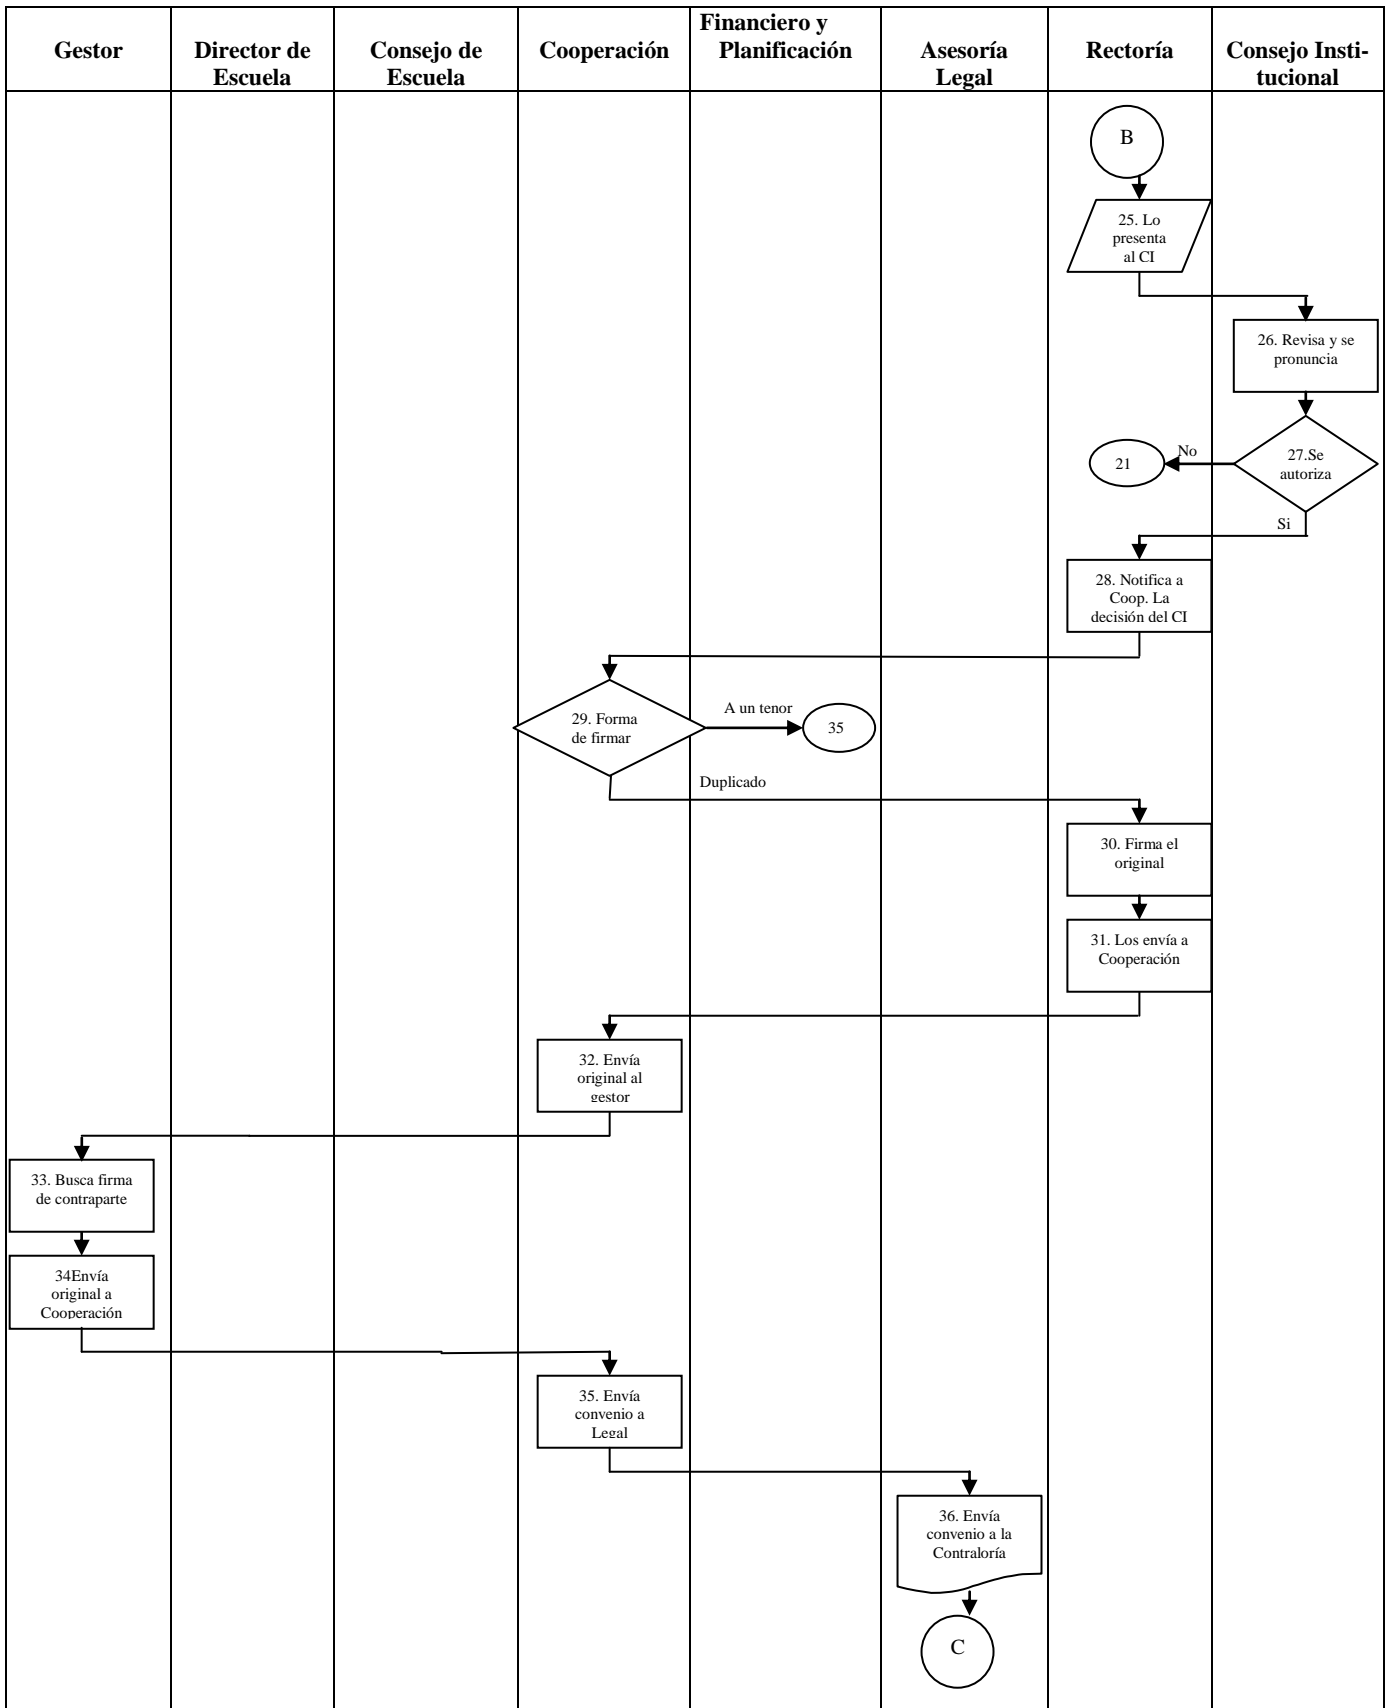 Gestor
Director de
Escuela
Consejo de
Escuela
Cooperación
Financiero y
Planificación
Asesoría
Legal
Rectoría
Consejo Insti-
tucional
B
25. Lo
presenta
al CI
26. Revisa y se
pronuncia
27.Se
autoriza
No
21
Si
28. Notifica a
Coop. La
decisión del CI
29. Forma
de firmar
A un tenor
35
Duplicado
30. Firma el
original
31. Los envía a
Cooperación
32. Envía
original al
gestor
33. Busca firma
de contraparte
34Envía
original a
Cooperación
35. Envía
convenio a
Legal
36. Envía
convenio a la
Contraloría
C